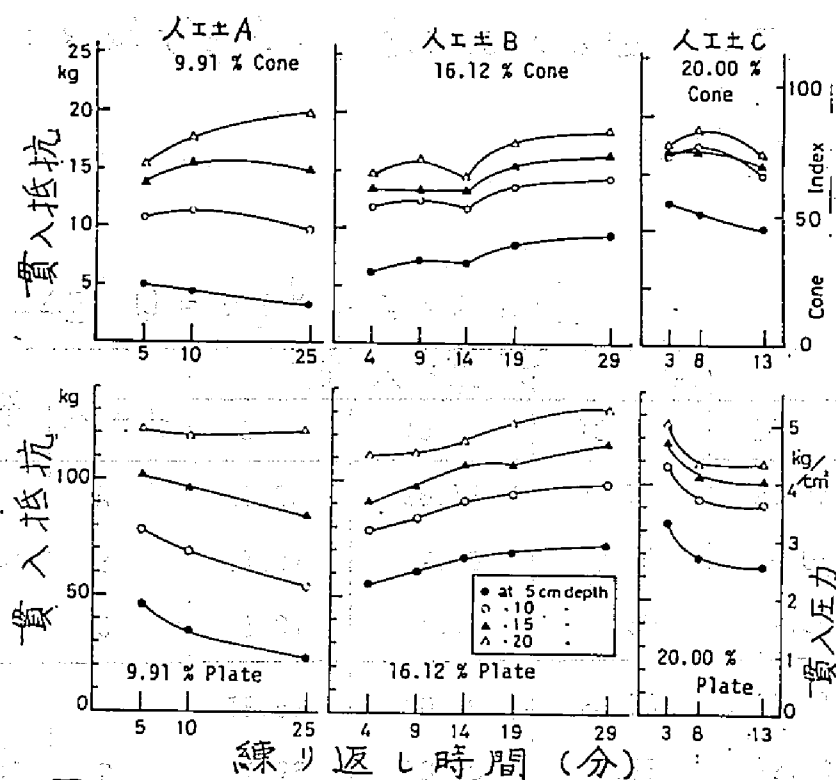 人工土A
9.91 % Cone
人工土B
16.12 % Cone
人工土C
20.00 %
Cone
25
kg
20
15
10
5
貫入抵抗
100
50
0
Cone Index
5 10 25
4 9 14 19 29
3 8 13
kg
100
50
0
貫入抵抗
5
kg/cm²
4
3
2
1
0
貫入圧力
● at 5 cm depth
○ ・10 〃
▲ ・15 〃
△ ・20 〃
9.91 % Plate
16.12 % Plate
20.00 %
Plate
5 10 25
4 9 14 19 29
3 8 13
練り返し時間（分）